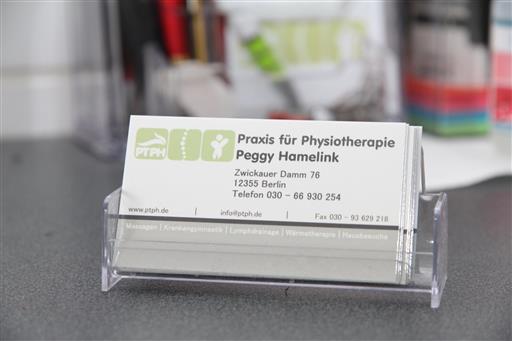 PTPH
Praxis für Physiotherapie
Peggy Hamelink
Zwickauer Damm 76
12355 Berlin
Telefon 030 - 66 930 254
www.ptph.de | info@ptph.de | Fax 030 - 93 629 218
Massagen | Krankengymnastik | Lymphdrainage | Wärmetherapie | Hausbesuche